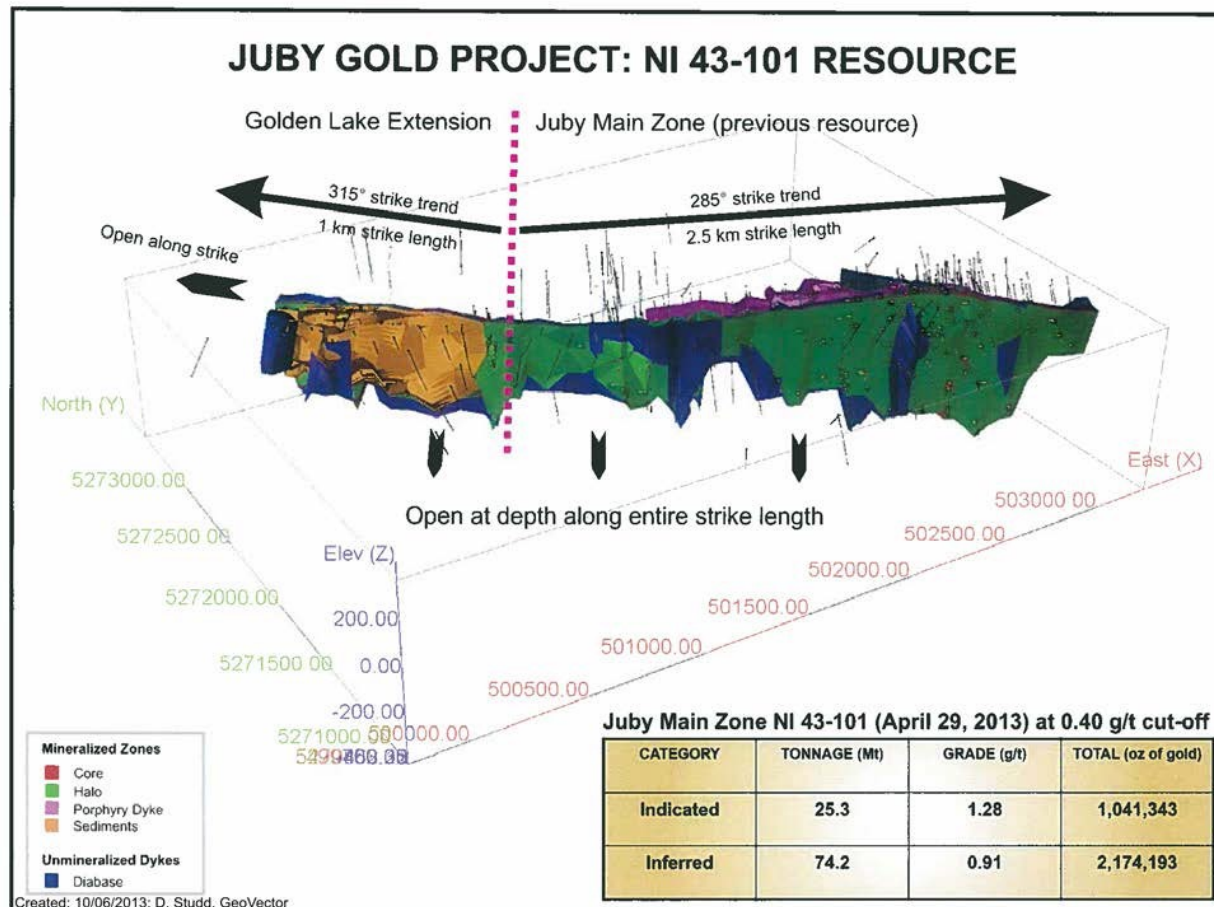 JUBY GOLD PROJECT: NI 43-101 RESOURCE
Golden Lake Extension
Juby Main Zone (previous resource)
315° strike trend
1 km strike length
285° strike trend
2.5 km strike length
Open along strike
North (Y)
East (X)
Open at depth along entire strike length
Elev (Z)
5273000.00
5272500.00
5272000.00
5271500.00
5271000.00
200.00
0.00
-200.00
500000.00
500500.00
501000.00
501500.00
502000.00
502500.00
503000.00
Mineralized Zones
Core
Halo
Porphyry Dyke
Sediments
Unmineralized Dykes
Diabase
Juby Main Zone NI 43-101 (April 29, 2013) at 0.40 g/t cut-off
CATEGORY TONNAGE (Mt) GRADE (g/t) TOTAL (oz of gold)
Indicated 25.3 1.28 1,041,343
Inferred 74.2 0.91 2,174,193
Created: 10/06/2013: D. Studd, GeoVector